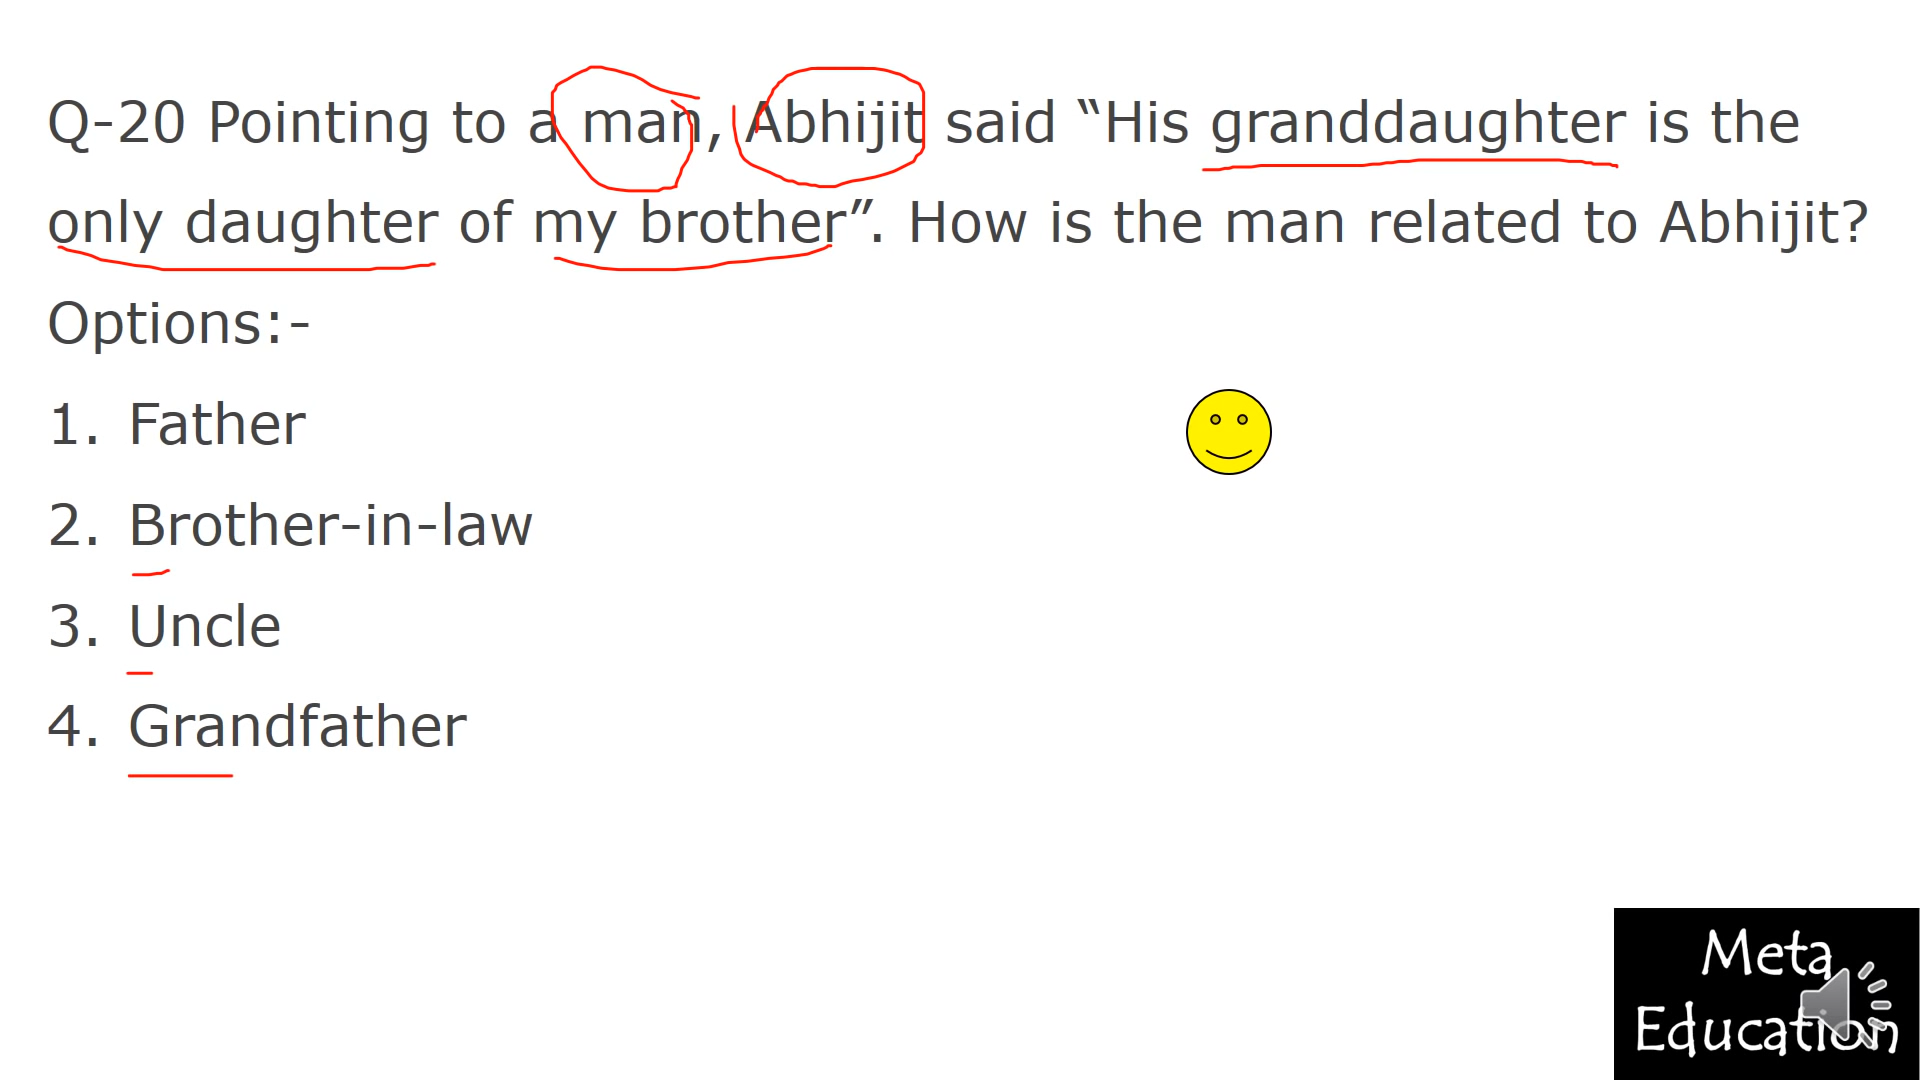 Q-20 Pointing to a man, Abhijit said “His granddaughter is the
only daughter of my brother”. How is the man related to Abhijit?
Options:-
1. Father
2. Brother-in-law
3. Uncle
4. Grandfather
Meta
Education